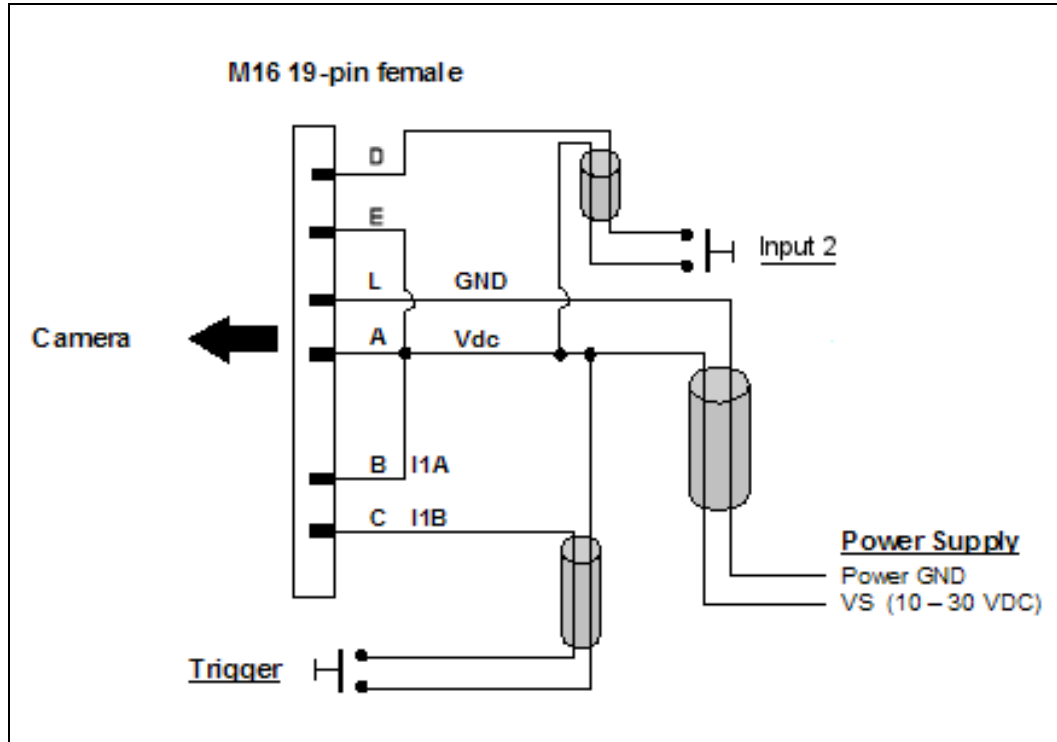 M16 19-pin female
D
E
Input 2
L GND
Camera
A Vdc
B I1A
C I1B
Power Supply
Power GND
VS (10 – 30 VDC)
Trigger